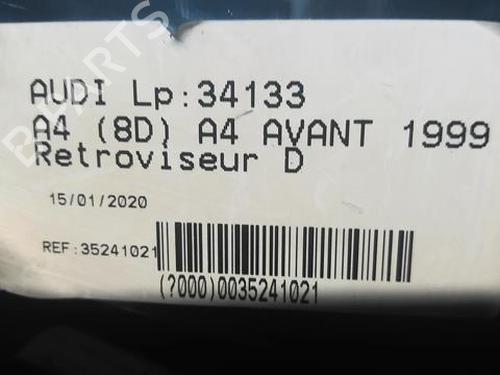 AUDI Lp:34133
A4 (8D) A4 AVANT 1999
Retroviseur D
15/01/2020
REF:35241021
(?000)0035241021